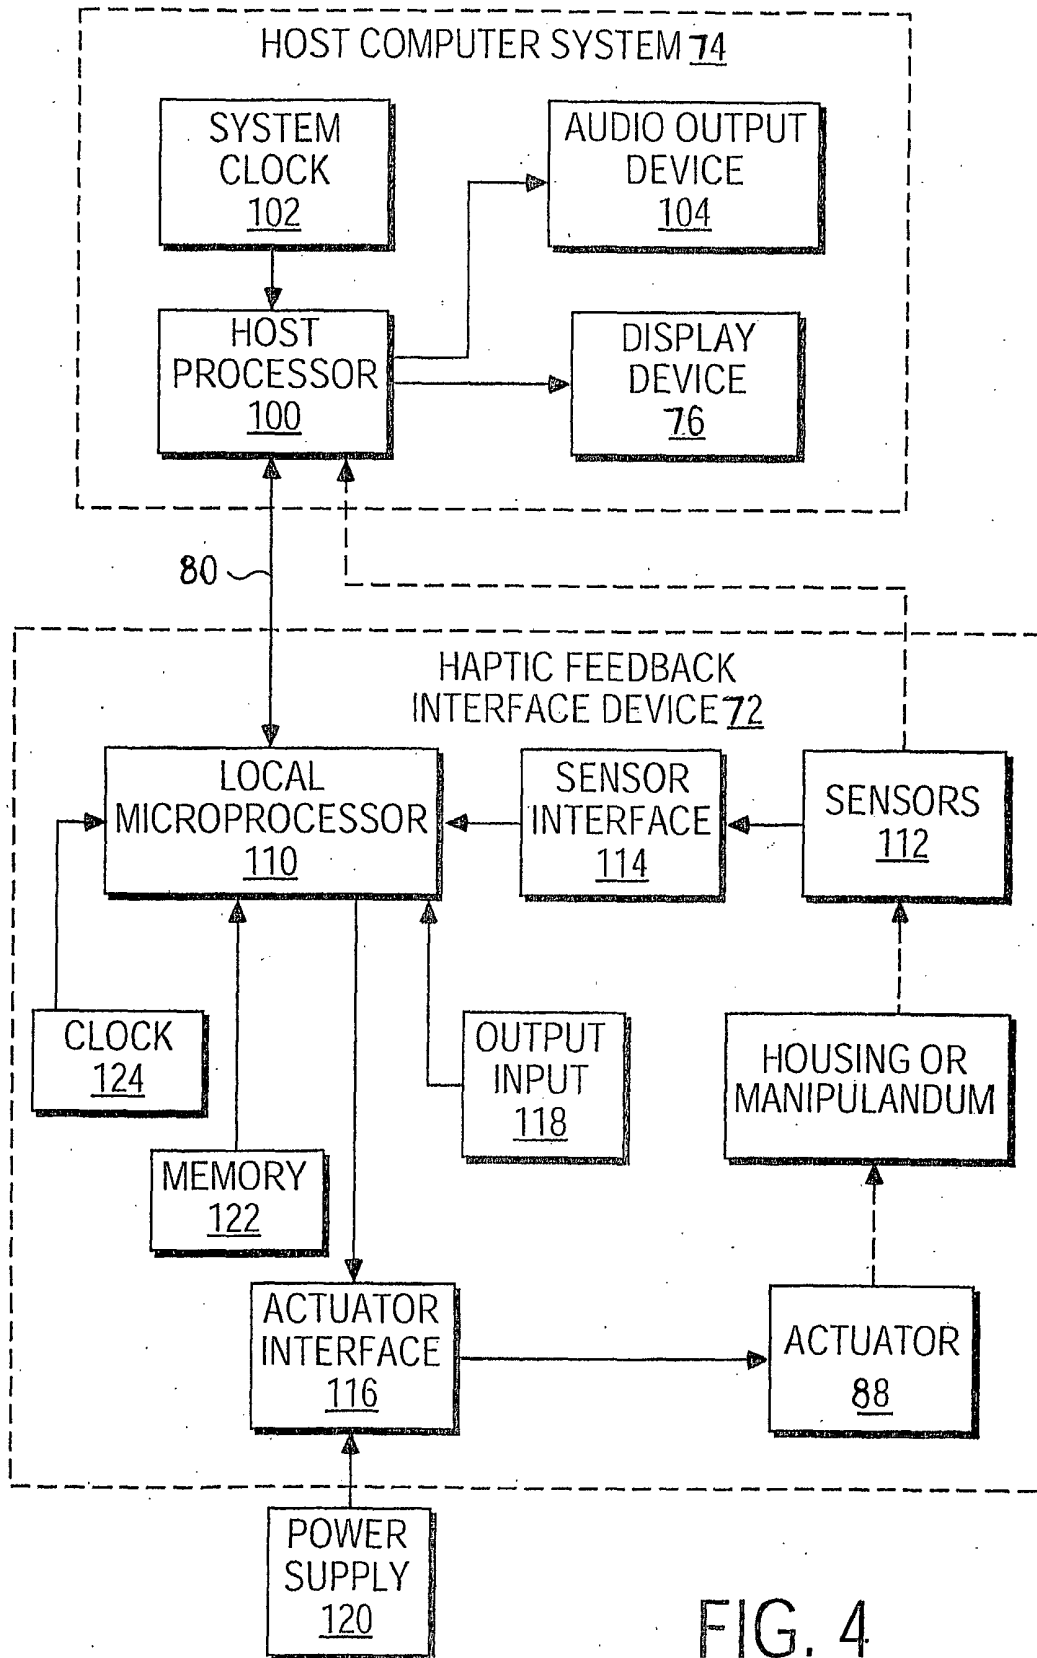 HOST COMPUTER SYSTEM 74
SYSTEM
CLOCK
102
AUDIO OUTPUT
DEVICE
104
HOST
PROCESSOR
100
DISPLAY
DEVICE
76
80
HAPTIC FEEDBACK
INTERFACE DEVICE 72
LOCAL
MICROPROCESSOR
110
SENSOR
INTERFACE
114
SENSORS
112
CLOCK
124
OUTPUT
INPUT
118
HOUSING OR
MANIPULANDUM
MEMORY
122
ACTUATOR
INTERFACE
116
ACTUATOR
88
POWER
SUPPLY
120
FIG. 4